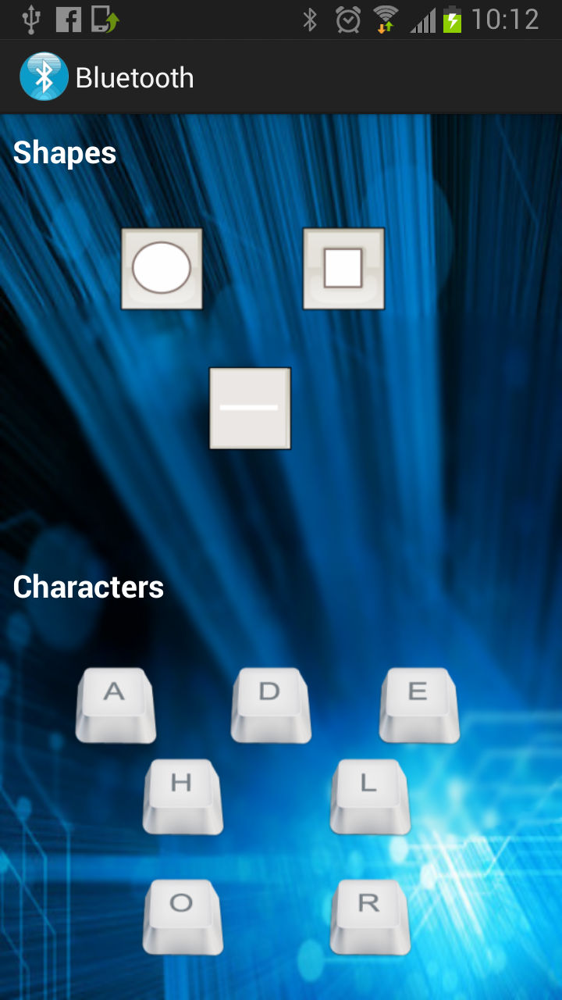 10:12
Bluetooth
Shapes
Characters
A D E
H L
O R